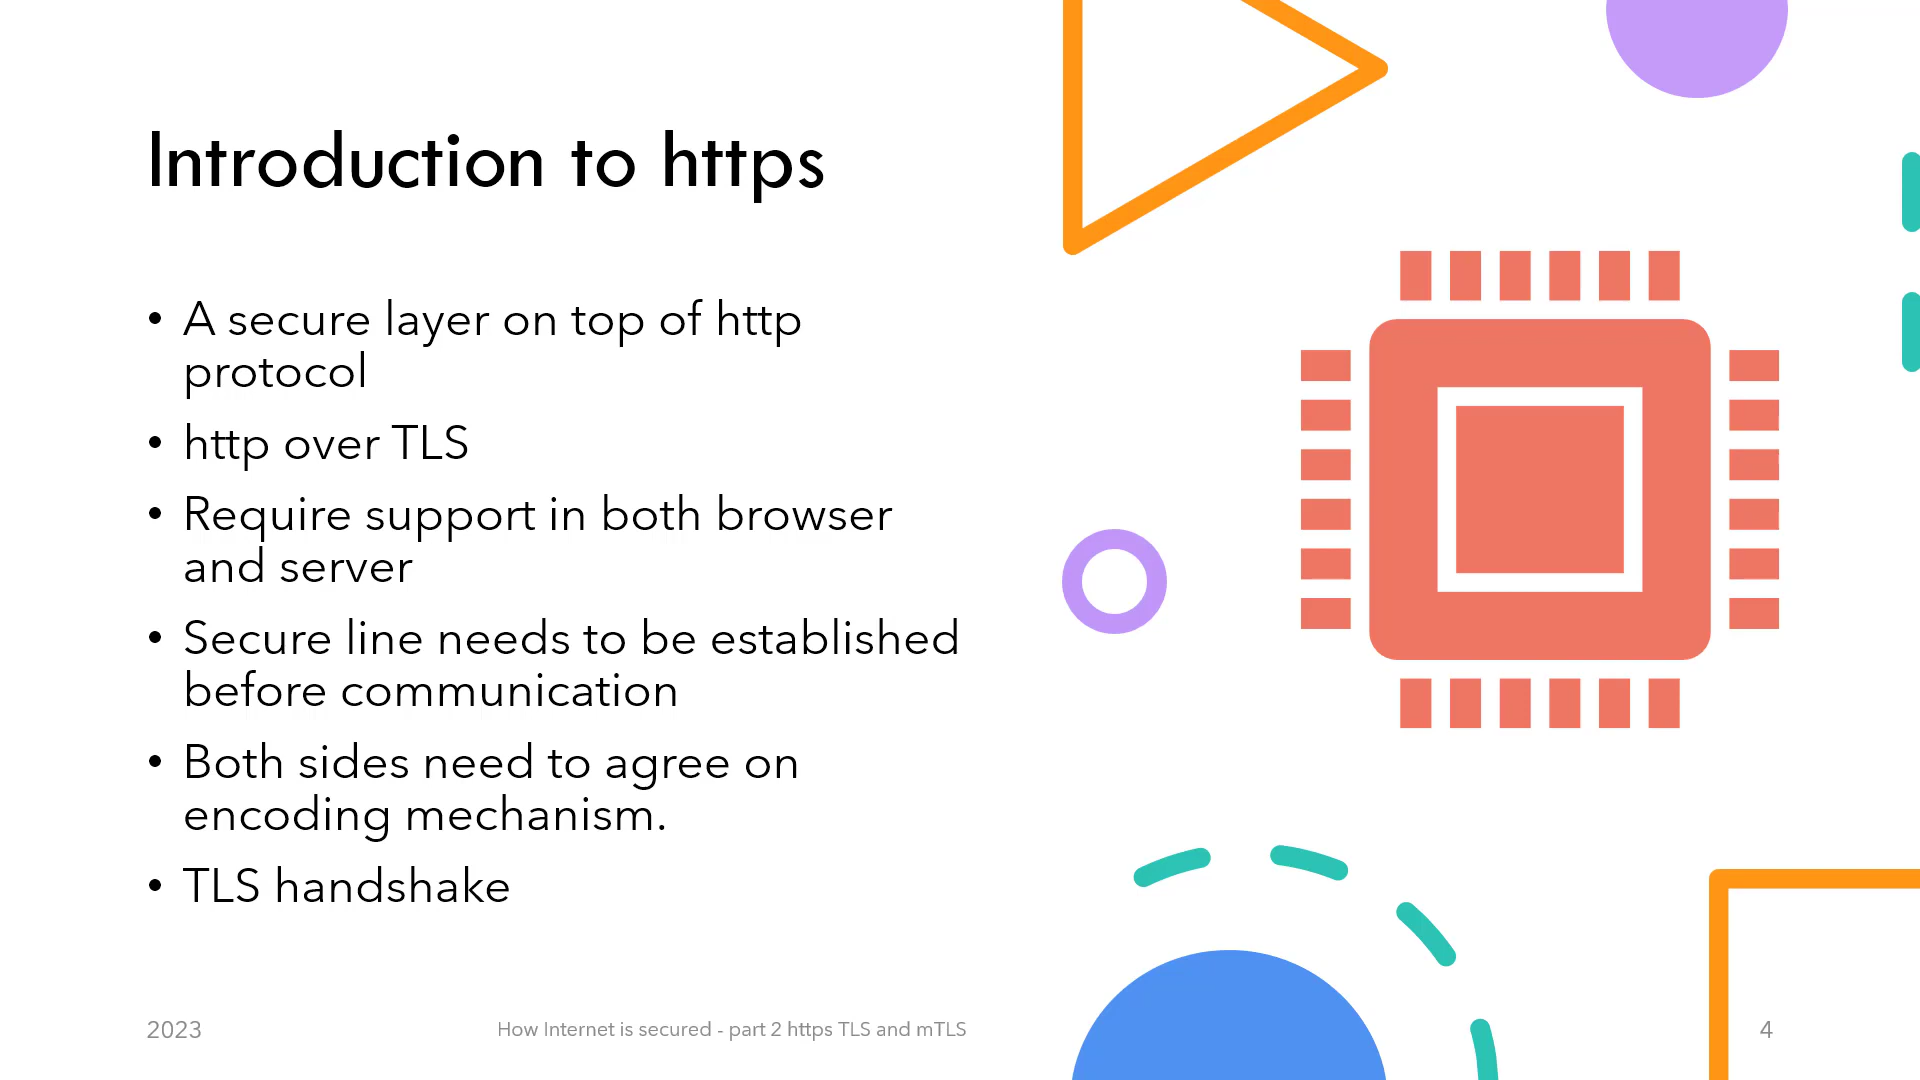 Introduction to https
• A secure layer on top of http
protocol
• http over TLS
• Require support in both browser
and server
• Secure line needs to be established
before communication
• Both sides need to agree on
encoding mechanism.
• TLS handshake
2023
How Internet is secured - part 2 https TLS and mTLS
4